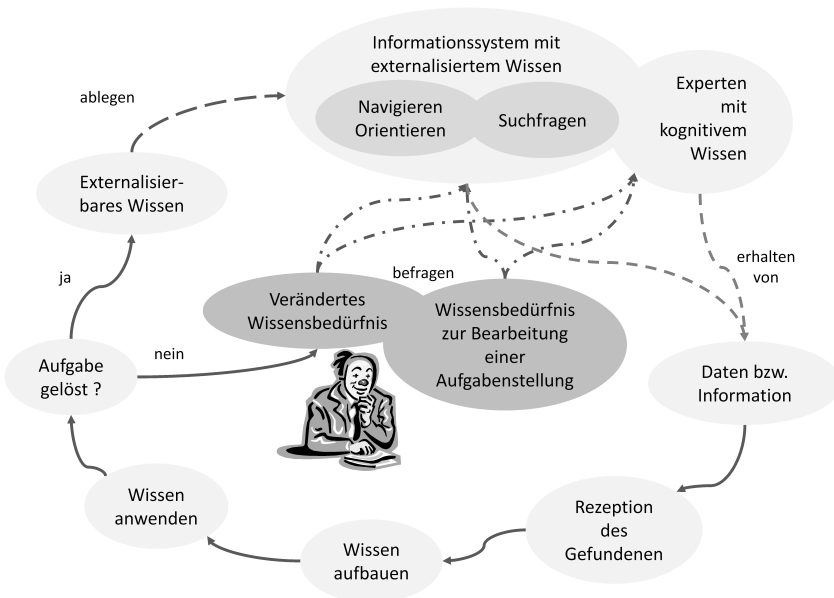 Informationssystem mit
externalisiertem Wissen
Navigieren
Orientieren
Suchfragen
Experten
mit
kognitivem
Wissen
ablegen
Externalisier-
bares Wissen
ja
befragen
erhalten
von
Verändertes
Wissensbedürfnis
Wissensbedürfnis
zur Bearbeitung
einer
Aufgabenstellung
nein
Aufgabe
gelöst ?
Daten bzw.
Information
Rezeption
des
Gefundenen
Wissen
aufbauen
Wissen
anwenden